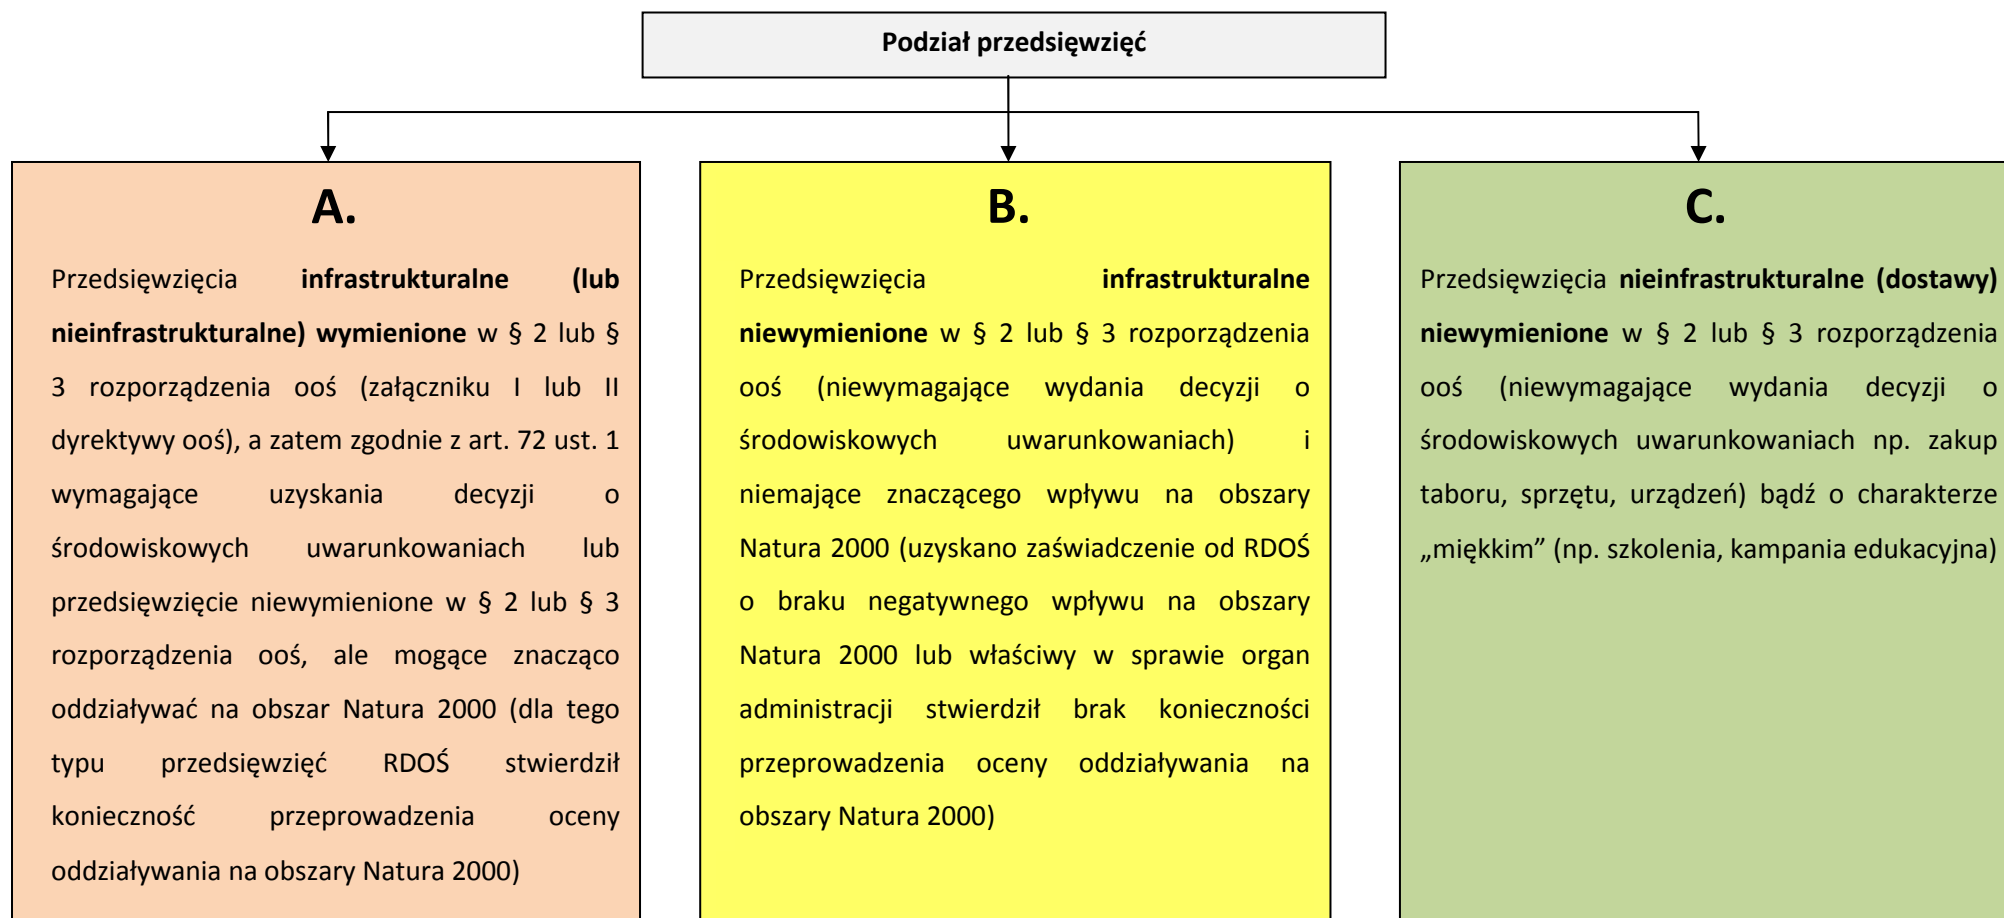 Podział przedsięwzięć
A.
Przedsięwzięcia infrastrukturalne (lub
nieinfrastrukturalne) wymienione w § 2 lub §
3 rozporządzenia ooś (załączniku I lub II
dyrektywy ooś), a zatem zgodnie z art. 72 ust. 1
wymagające uzyskania decyzji o
środowiskowych uwarunkowaniach lub
przedsięwzięcie niewymienione w § 2 lub § 3
rozporządzenia ooś, ale mogące znacząco
oddziaływać na obszar Natura 2000 (dla tego
typu przedsięwzięć RDOŚ stwierdził
konieczność przeprowadzenia oceny
oddziaływania na obszary Natura 2000)
B.
Przedsięwzięcia infrastrukturalne
niewymienione w § 2 lub § 3 rozporządzenia
ooś (niewymagające wydania decyzji o
środowiskowych uwarunkowaniach) i
niemające znaczącego wpływu na obszary
Natura 2000 (uzyskano zaświadczenie od RDOŚ
o braku negatywnego wpływu na obszary
Natura 2000 lub właściwy w sprawie organ
administracji stwierdził brak konieczności
przeprowadzenia oceny oddziaływania na
obszary Natura 2000)
C.
Przedsięwzięcia nieinfrastrukturalne (dostawy)
niewymienione w § 2 lub § 3 rozporządzenia
ooś (niewymagające wydania decyzji o
środowiskowych uwarunkowaniach np. zakup
taboru, sprzętu, urządzeń) bądź o charakterze
„miękkim” (np. szkolenia, kampania edukacyjna)